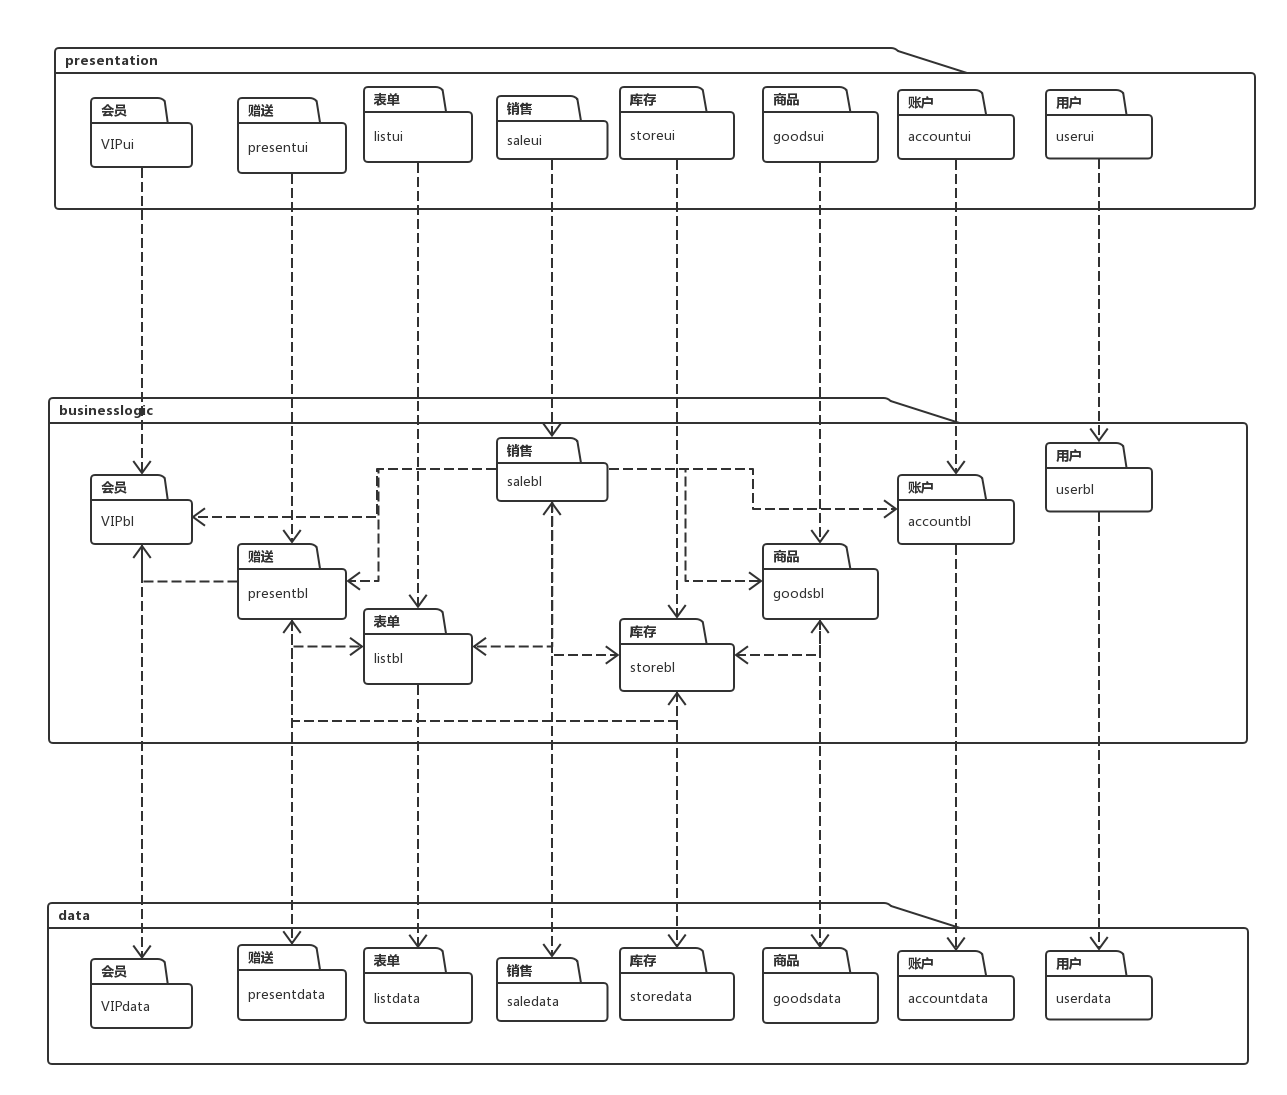 presentation
会员
VIPui
赠送
presentui
表单
listui
销售
saleui
库存
storeui
商品
goodsui
账户
accountui
用户
userui
businesslogic
会员
VIPbl
赠送
presentbl
表单
listbl
销售
salebl
库存
storebl
商品
goodsbl
账户
accountbl
用户
userbl
data
会员
VIPdata
赠送
presentdata
表单
listdata
销售
saledata
库存
storedata
商品
goodsdata
账户
accountdata
用户
userdata